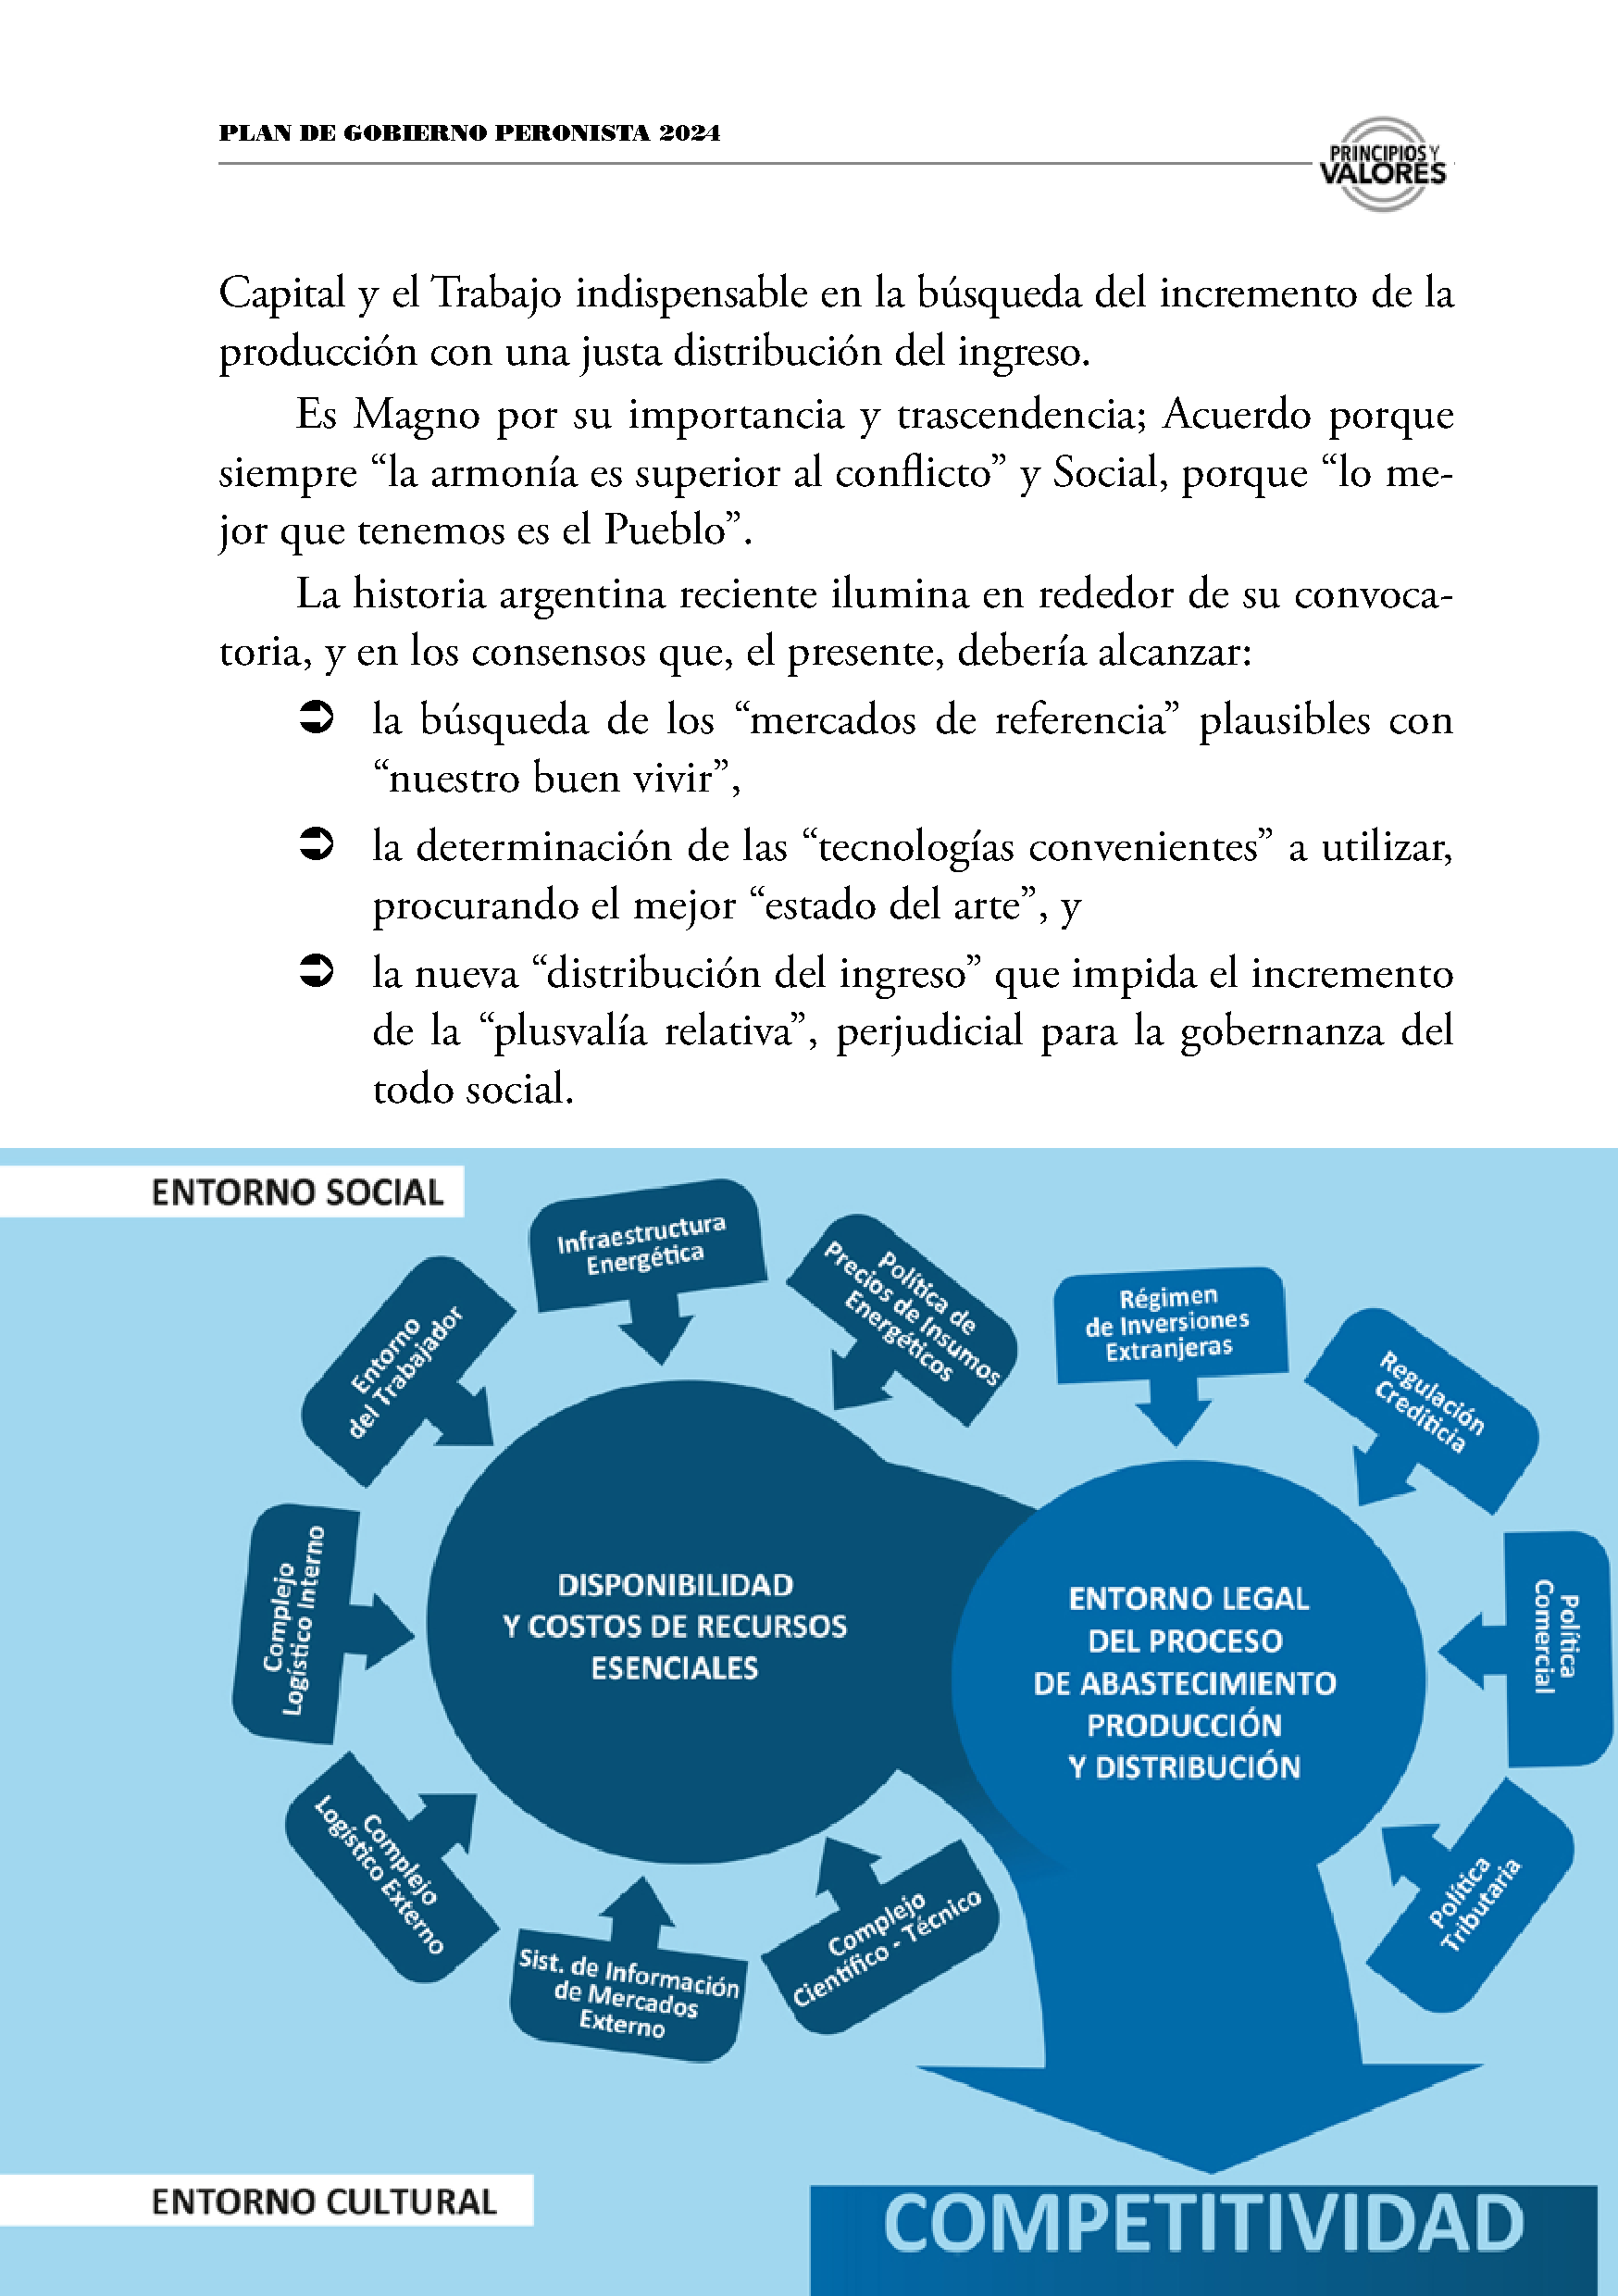 PLAN DE GOBIERNO PERONISTA 2024
PRINCIPIOS Y
VALORES
Capital y el Trabajo indispensable en la búsqueda del incremento de la
producción con una justa distribución del ingreso.
Es Magno por su importancia y trascendencia; Acuerdo porque
siempre “la armonía es superior al conflicto” y Social, porque “lo me-
jor que tenemos es el Pueblo”.
La historia argentina reciente ilumina en rededor de su convoca-
toria, y en los consensos que, el presente, debería alcanzar:
la búsqueda de los “mercados de referencia” plausibles con
“nuestro buen vivir”,
la determinación de las “tecnologías convenientes” a utilizar,
procurando el mejor “estado del arte”, y
la nueva “distribución del ingreso” que impida el incremento
de la “plusvalía relativa”, perjudicial para la gobernanza del
todo social.
ENTORNO SOCIAL
Infraestructura
Energética
Política de
Precios de Insumos
Energéticos
Entorno
del Trabajador
Régimen
de Inversiones
Extranjeras
Regulación
Crediticia
Complejo
Logístico Interno
DISPONIBILIDAD
Y COSTOS DE RECURSOS
ESENCIALES
ENTORNO LEGAL
DEL PROCESO
DE ABASTECIMIENTO
PRODUCCIÓN
Y DISTRIBUCIÓN
Política
Comercial
Complejo
Logístico Externo
Sist. de Información
de Mercados
Externo
Complejo
Científico - Técnico
Política
Tributaria
ENTORNO CULTURAL
COMPETITIVIDAD